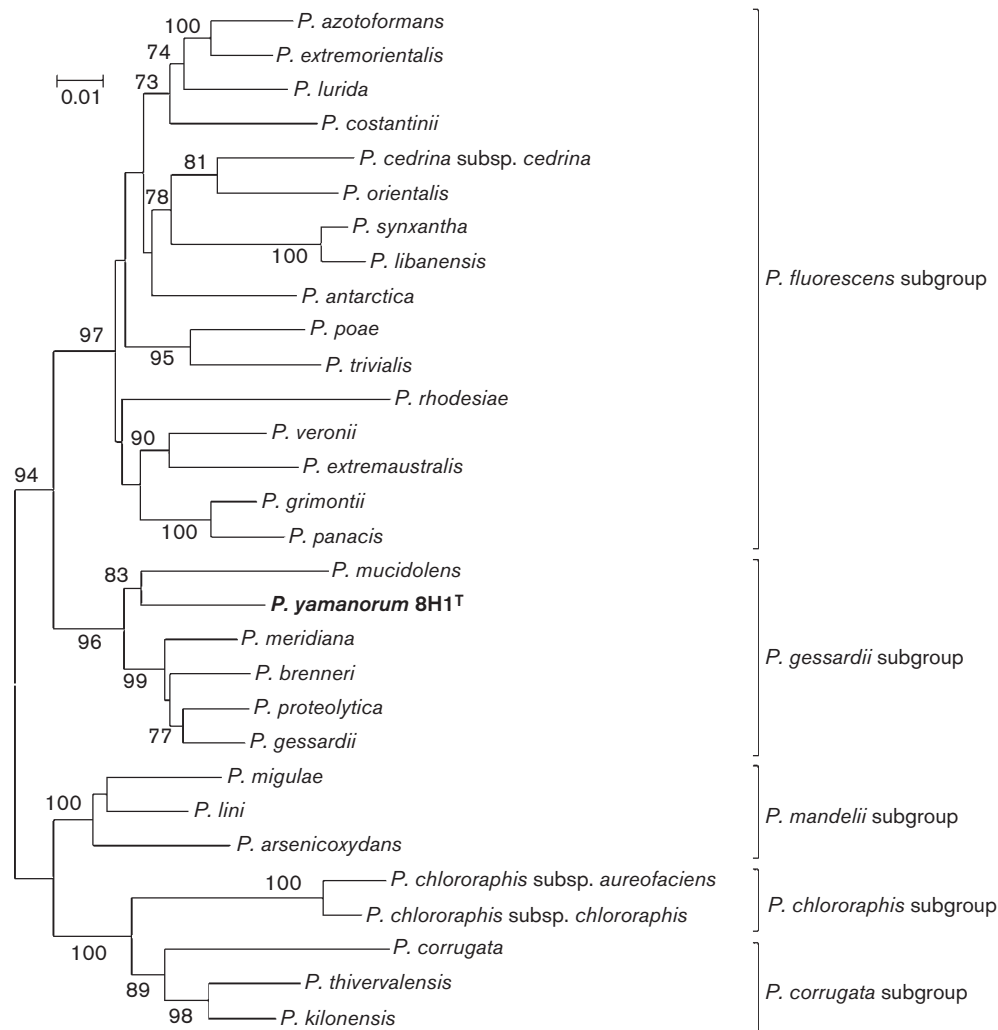 100
P. azotoformans
74
P. extremorientalis
73
P. lurida
0.01
P. costantinii
81
P. cedrina subsp. cedrina
78
P. orientalis
P. synxantha
100
P. libanensis
P. fluorescens subgroup
P. antarctica
97
P. poae
95
P. trivialis
P. rhodesiae
90
P. veronii
94
P. extremaustralis
P. grimontii
100
P. panacis
83
P. mucidolens
P. yamanorum 8H1ᵀ
96
P. meridiana
P. gessardii subgroup
99
P. brenneri
P. proteolytica
77
P. gessardii
P. migulae
100
P. lini
P. mandelii subgroup
P. arsenicoxydans
100
P. chlororaphis subsp. aureofaciens
P. chlororaphis subgroup
P. chlororaphis subsp. chlororaphis
100
P. corrugata
89
P. thivervalensis
P. corrugata subgroup
98
P. kilonensis